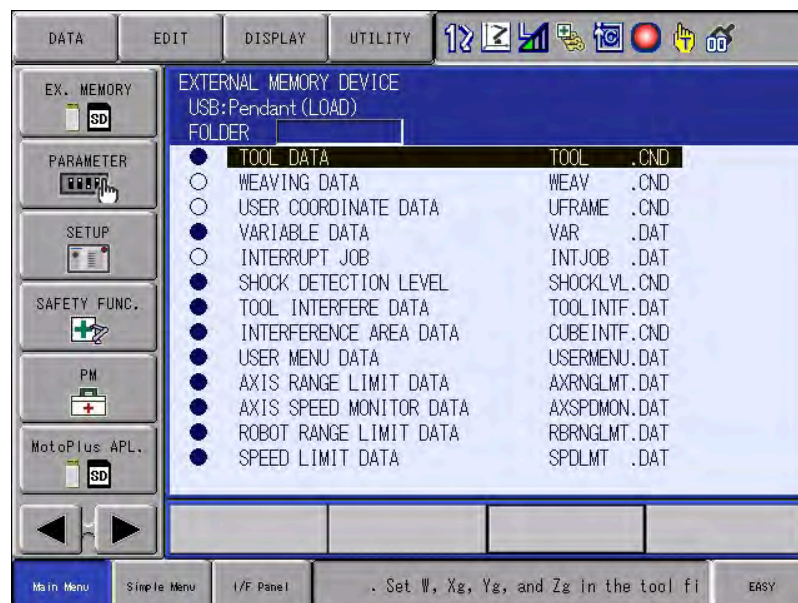 DATA EDIT DISPLAY UTILITY
EX. MEMORY
SD
PARAMETER
SETUP
SAFETY FUNC.
PM
MotoPlus APL.
SD
EXTERNAL MEMORY DEVICE
USB:Pendant(LOAD)
FOLDER
TOOL DATA TOOL .CND
WEAVING DATA WEAV .CND
USER COORDINATE DATA UFRAME .CND
VARIABLE DATA VAR .DAT
INTERRUPT JOB INTJOB .DAT
SHOCK DETECTION LEVEL SHOCKLVL.CND
TOOL INTERFERE DATA TOOLINTF.DAT
INTERFERENCE AREA DATA CUBEINTF.CND
USER MENU DATA USERMENU.DAT
AXIS RANGE LIMIT DATA AXRNGLMT.DAT
AXIS SPEED MONITOR DATA AXSPDMON.DAT
ROBOT RANGE LIMIT DATA RBRNGLMT.DAT
SPEED LIMIT DATA SPDLMT .DAT
Main Menu Simple Menu I/F Panel . Set W, Xg, Yg, and Zg in the tool fi EASY